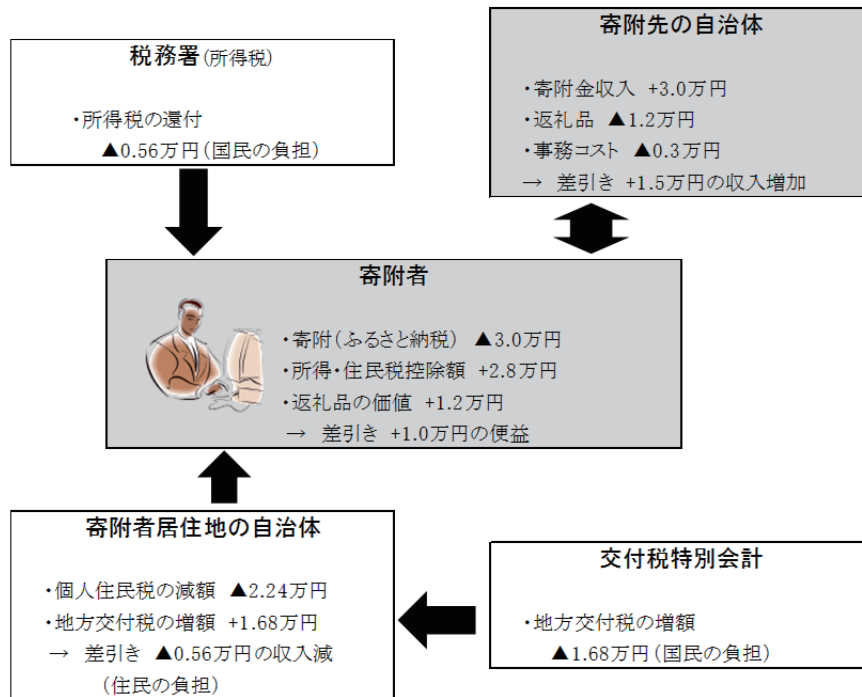 税務署(所得税)
・所得税の還付
▲0.56万円(国民の負担)
寄附先の自治体
・寄附金収入 +3.0万円
・返礼品 ▲1.2万円
・事務コスト ▲0.3万円
→ 差引き +1.5万円の収入増加
寄附者
・寄附(ふるさと納税) ▲3.0万円
・所得・住民税控除額 +2.8万円
・返礼品の価値 +1.2万円
→ 差引き +1.0万円の便益
寄附者居住地の自治体
・個人住民税の減額 ▲2.24万円
・地方交付税の増額 +1.68万円
→ 差引き ▲0.56万円の収入減
(住民の負担)
交付税特別会計
・地方交付税の増額
▲1.68万円(国民の負担)